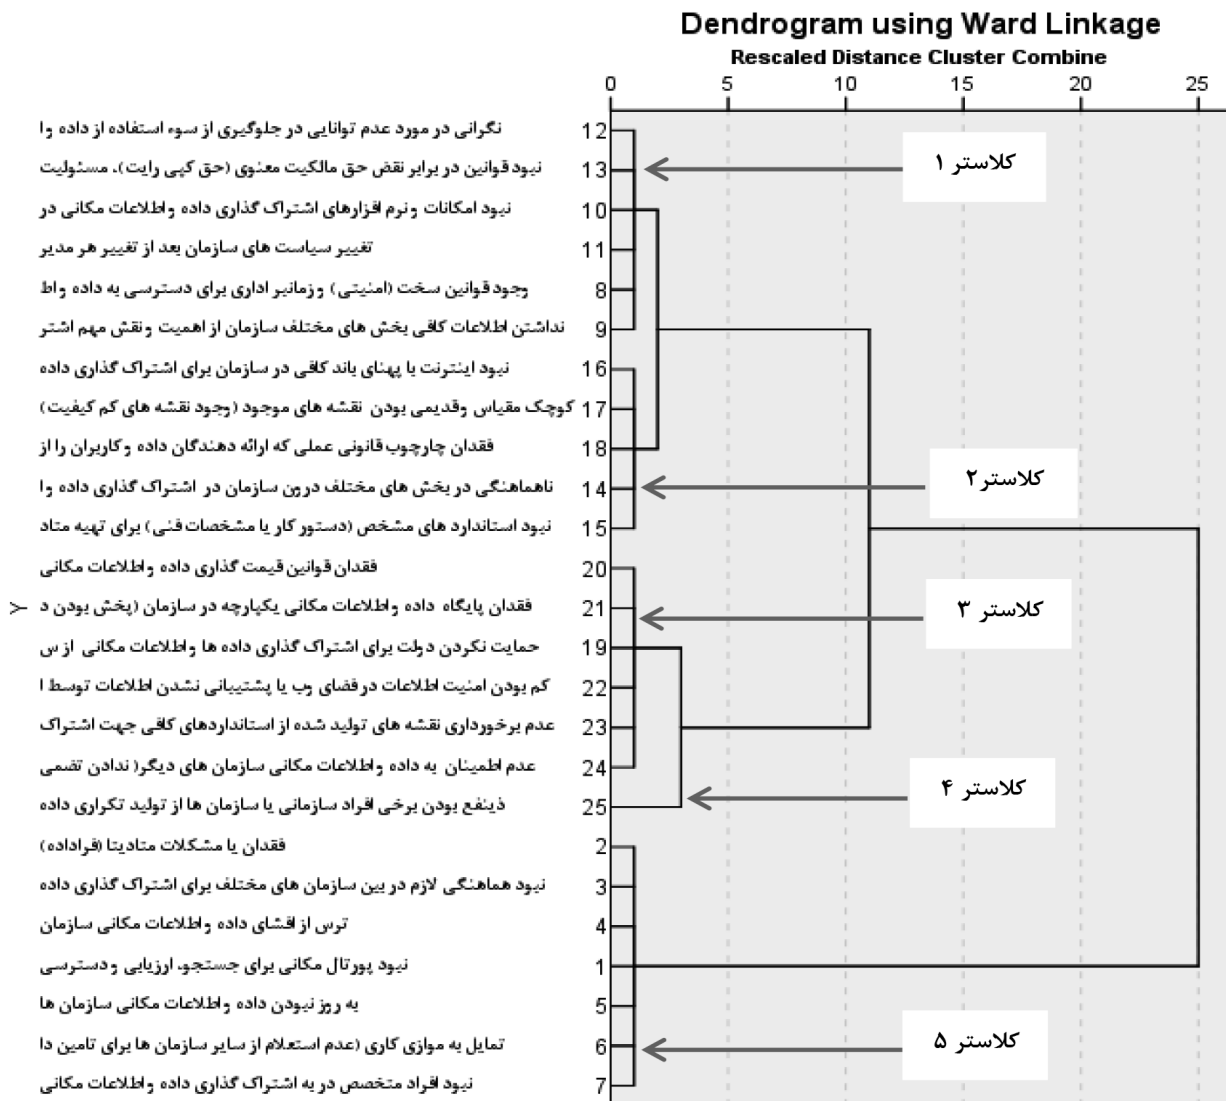 Dendrogram using Ward Linkage
Rescaled Distance Cluster Combine
0 5 10 15 20 25
نگرانی در مورد عدم توانایی در جلوگیری از سوء استفاده از داده وا 12
نبود قوانین در برابر نقض حق مالکیت معنوی (حق کپی رایت)، مسئولیت 13
کلاستر ۱
نبود امکانات و نرم افزارهای اشتراک گذاری داده و اطلاعات مکانی در 10
تغییر سیاست های سازمان بعد از تغییر هر مدیر 11
وجود قوانین سخت (امنیتی) و زمانبر اداری برای دسترسی به داده واط 8
نداشتن اطلاعات کافی بخش های مختلف سازمان از اهمیت و نقش مهم اشتر 9
نبود اینترنت با پهنای باند کافی در سازمان برای اشتراک گذاری داده 16
کوچک مقیاس وقدیمی بودن نقشه های موجود (وجود نقشه های کم کیفیت) 17
فقدان چارچوب قانونی عملی که ارائه دهندگان داده و کاربران را از 18
ناهماهنگی در بخش های مختلف درون سازمان در اشتراک گذاری داده وا 14
کلاستر۲
نبود استاندارد های مشخص (دستور کار یا مشخصات فنی) برای تهیه متاد 15
فقدان قوانین قیمت گذاری داده و اطلاعات مکانی 20
فقدان پایگاه داده و اطلاعات مکانی یکپارچه در سازمان (پخش بودن د 21
کلاستر ۳
Y
حمایت نکردن دولت برای اشتراک گذاری داده ها و اطلاعات مکانی از س 19
کم بودن امنیت اطلاعات در فضای وب یا پشتیبانی نشدن اطلاعات توسط ا 22
عدم برخورداری نقشه های تولید شده از استانداردهای کافی جهت اشتراک 23
عدم اطمینان به داده و اطلاعات مکانی سازمان های دیگر( ندادن تضمی 24
کلاستر ۴
ذینفع بودن برخی افراد سازمانی یا سازمان ها از تولید تکراری داده 25
فقدان یا مشکلات متادیتا (فراداده) 2
نبود هماهنگی لازم در بین سازمان های مختلف برای اشتراک گذاری داده 3
ترس از افشای داده و اطلاعات مکانی سازمان 4
نبود پورتال مکانی برای جستجو، ارزیابی و دسترسی 1
به روز نبودن داده و اطلاعات مکانی سازمان ها 5
تمایل به موازی کاری (عدم استعلام از سایر سازمان ها برای تامین دا 6
کلاستر ۵
نبود افراد متخصص در به اشتراک گذاری داده و اطلاعات مکانی 7